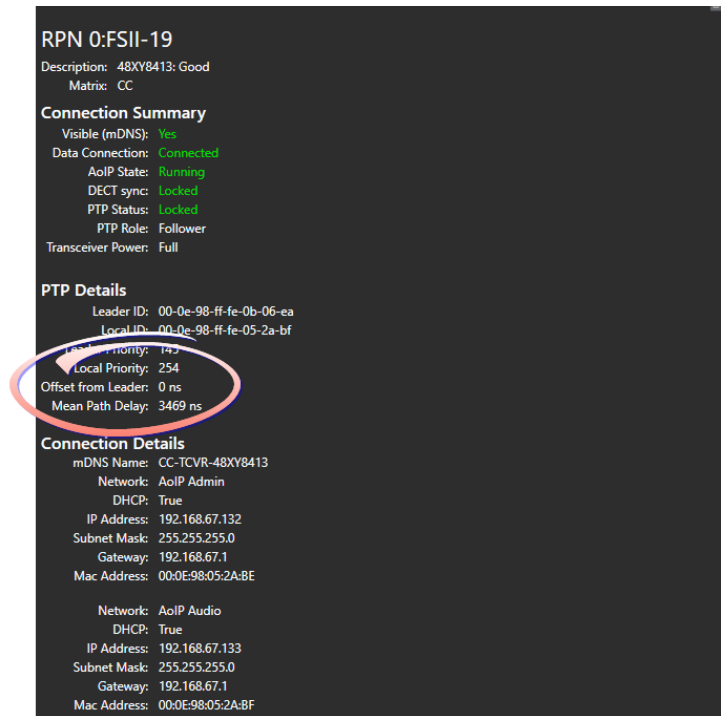 RPN 0:FSII-19
Description: 48XY8413: Good
Matrix: CC
Connection Summary
Visible (mDNS): Yes
Data Connection: Connected
AoIP State: Running
DECT sync: Locked
PTP Status: Locked
PTP Role: Follower
Transceiver Power: Full
PTP Details
Leader ID: 00-0e-98-ff-fe-0b-06-ea
Local ID: 00-0e-98-ff-fe-05-2a-bf
Leader Priority: 145
Local Priority: 254
Offset from Leader: 0 ns
Mean Path Delay: 3469 ns
Connection Details
mDNS Name: CC-TCVR-48XY8413
Network: AoIP Admin
DHCP: True
IP Address: 192.168.67.132
Subnet Mask: 255.255.255.0
Gateway: 192.168.67.1
Mac Address: 00:0E:98:05:2A:BE
Network: AoIP Audio
DHCP: True
IP Address: 192.168.67.133
Subnet Mask: 255.255.255.0
Gateway: 192.168.67.1
Mac Address: 00:0E:98:05:2A:BF